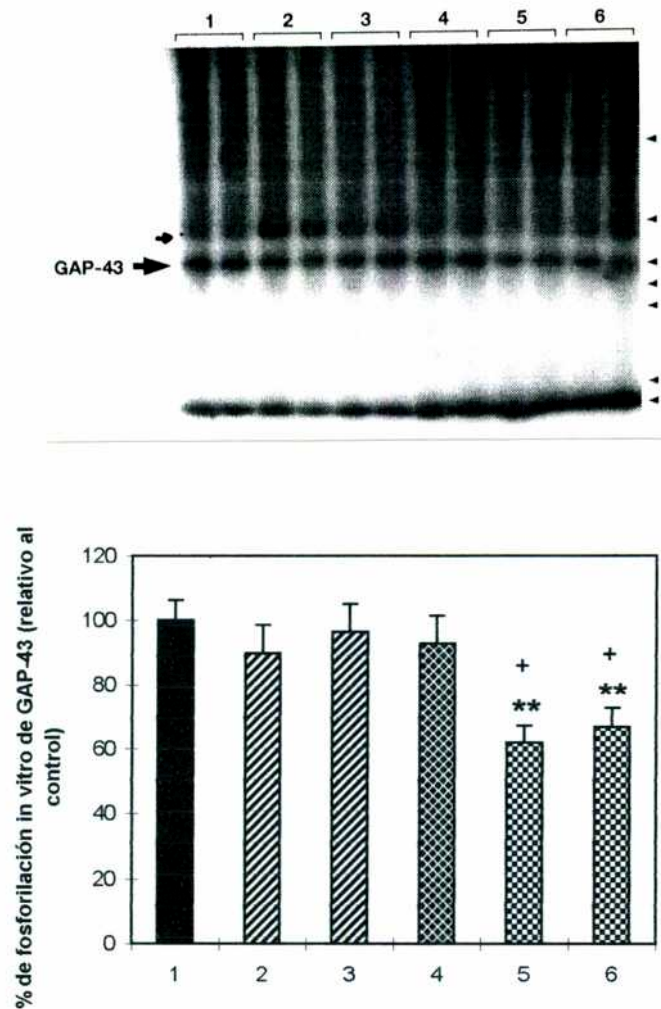 1 2 3 4 5 6
GAP-43
% de fosforilación in vitro de GAP-43 (relativo al
control)
120
100
80
60
40
20
0
+
**
+
**
1 2 3 4 5 6